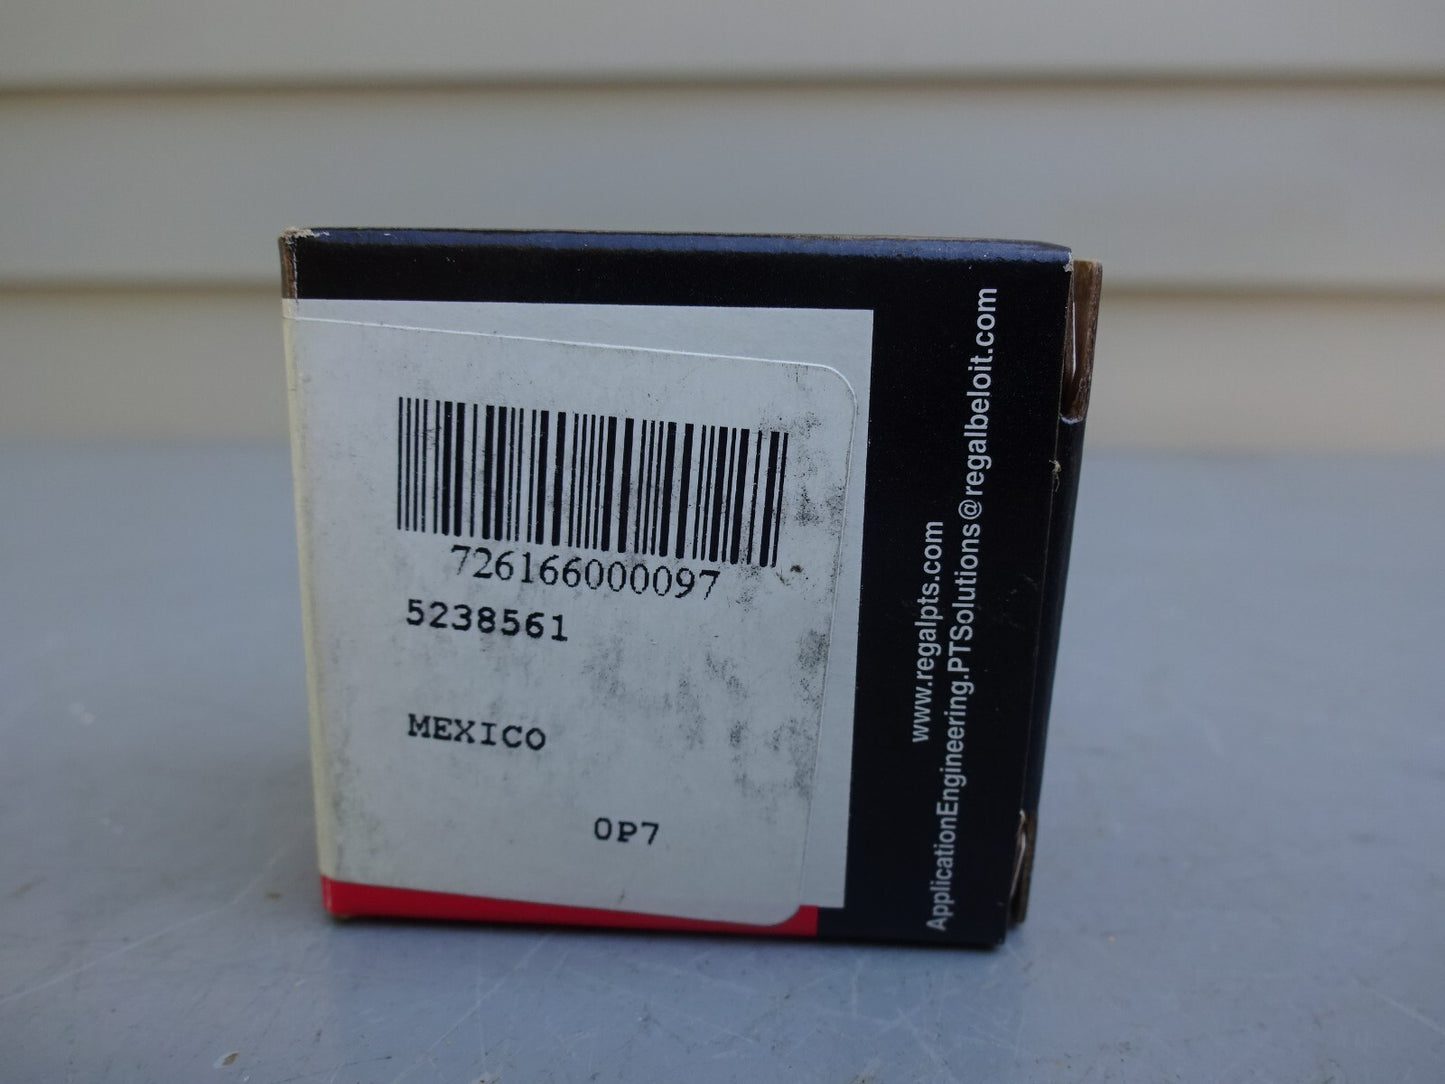 726166000097
5238561
MEXICO
0P7
www.regalpts.com
ApplicationEngineering.PTSolutions@regalbeloit.com